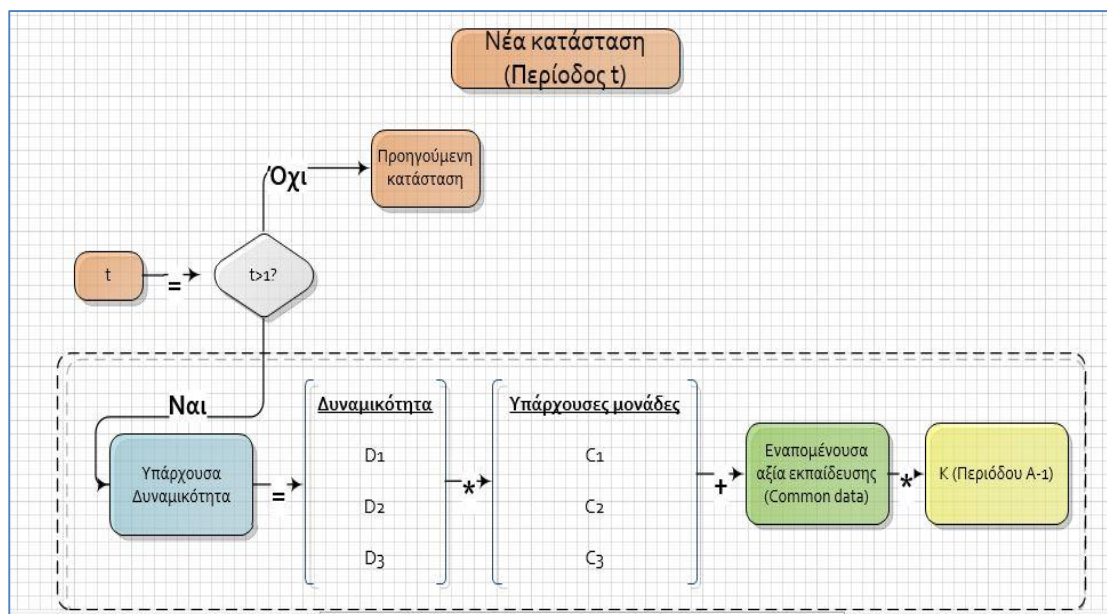 Νέα κατάσταση
(Περίοδος t)
Προηγούμενη
κατάσταση
Όχι
t
=
t>1?
Ναι
Υπάρχουσα
Δυναμικότητα
=
Δυναμικότητα
D1
D2
D3
*
Υπάρχουσες μονάδες
C1
C2
C3
+
Εναπομένουσα
αξία εκπαίδευσης
(Common data)
*
Κ (Περιόδου Α-1)